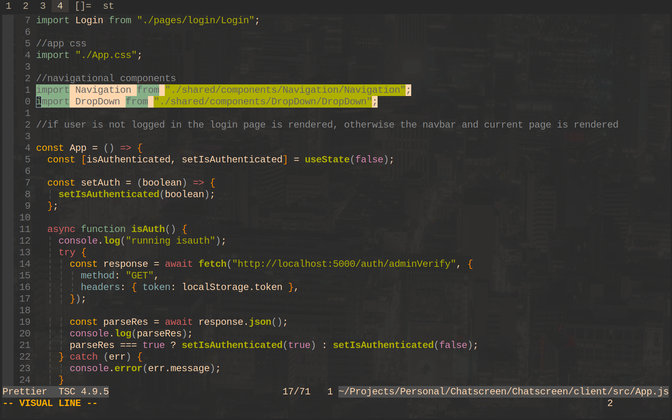 1 2 3 4 []= st
7 import Login from "./pages/login/Login";
6
5 //app css
4 import "./App.css";
3
2 //navigational components
1 import Navigation from "./shared/components/Navigation/Navigation";
0 import DropDown from "./shared/components/DropDown/DropDown";
1
2 //if user is not logged in the login page is rendered, otherwise the navbar and current page is rendered
3
4 const App = () => {
5 const [isAuthenticated, setIsAuthenticated] = useState(false);
6
7 const setAuth = (boolean) => {
8 setIsAuthenticated(boolean);
9 };
10
11 async function isAuth() {
12 console.log("running isauth");
13 try {
14 const response = await fetch("http://localhost:5000/auth/adminVerify", {
15 method: "GET",
16 headers: { token: localStorage.token },
17 });
18
19 const parseRes = await response.json();
20 console.log(parseRes);
21 parseRes === true ? setIsAuthenticated(true) : setIsAuthenticated(false);
22 } catch (err) {
23 console.error(err.message);
24 }
Prettier TSC 4.9.5 17/71 1 ~/Projects/Personal/Chatscreen/Chatscreen/client/src/App.js
-- VISUAL LINE -- 2